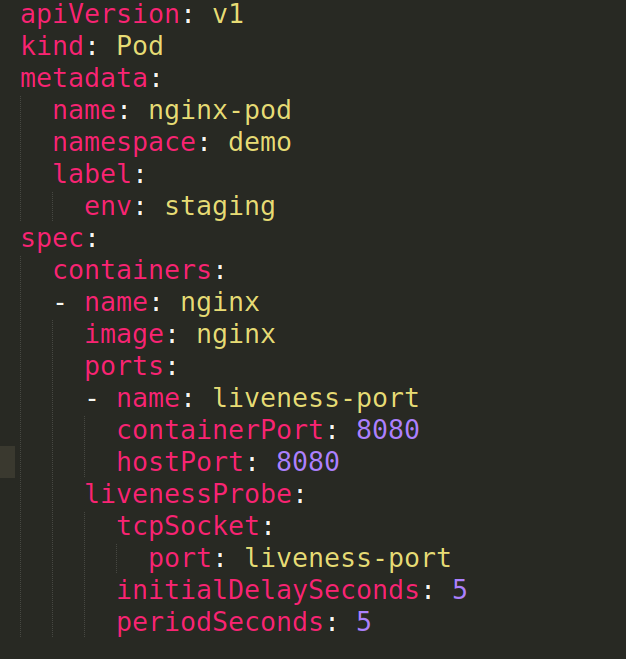 apiVersion: v1
kind: Pod
metadata:
  name: nginx-pod
  namespace: demo
  label:
    env: staging
spec:
  containers:
  - name: nginx
    image: nginx
    ports:
    - name: liveness-port
      containerPort: 8080
      hostPort: 8080
    livenessProbe:
      tcpSocket:
        port: liveness-port
      initialDelaySeconds: 5
      periodSeconds: 5